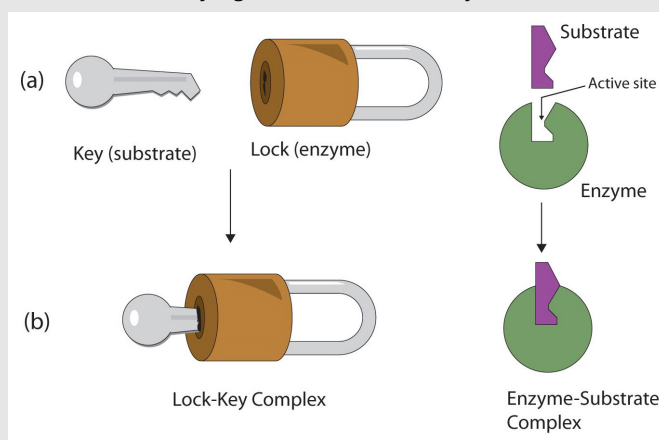 (a)
Key (substrate)
Lock (enzyme)
Substrate
Active site
Enzyme
(b)
Lock-Key Complex
Enzyme-Substrate
Complex